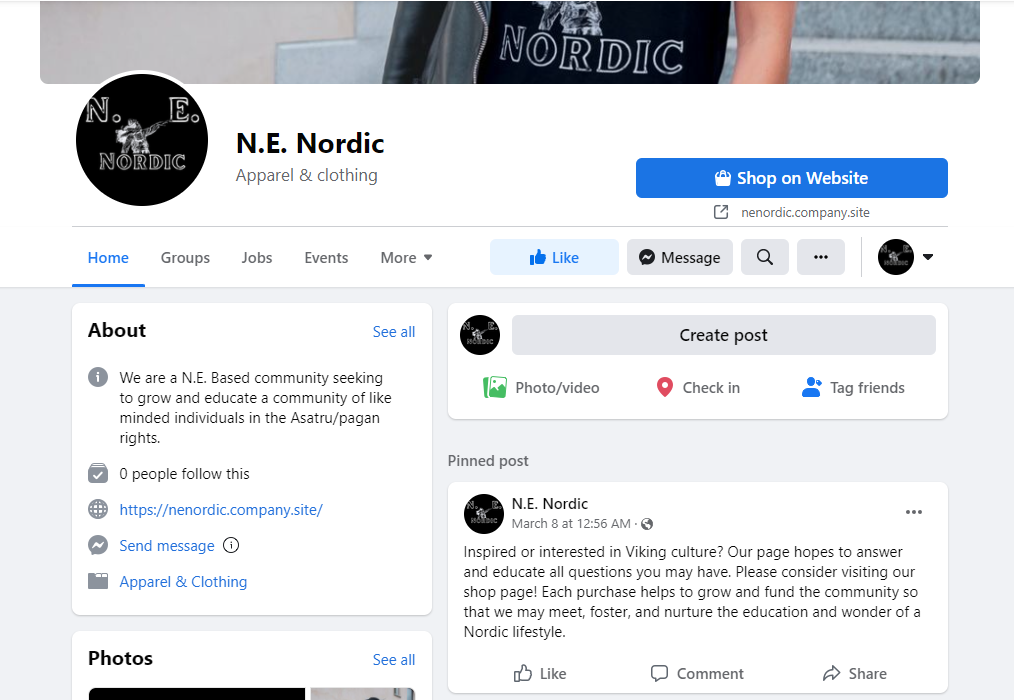 NORDIC
N. E.
NORDIC
N.E. Nordic
Apparel & clothing
Shop on Website
nenordic.company.site
Home
Groups
Jobs
Events
More
Like
Message
About
See all
We are a N.E. Based community seeking
to grow and educate a community of like
minded individuals in the Asatru/pagan
rights.
0 people follow this
https://nenordic.company.site/
Send message
Apparel & Clothing
Photos
See all
Create post
Photo/video
Check in
Tag friends
Pinned post
N.E. Nordic
March 8 at 12:56 AM ·
Inspired or interested in Viking culture? Our page hopes to answer
and educate all questions you may have. Please consider visiting our
shop page! Each purchase helps to grow and fund the community so
that we may meet, foster, and nurture the education and wonder of a
Nordic lifestyle.
Like
Comment
Share